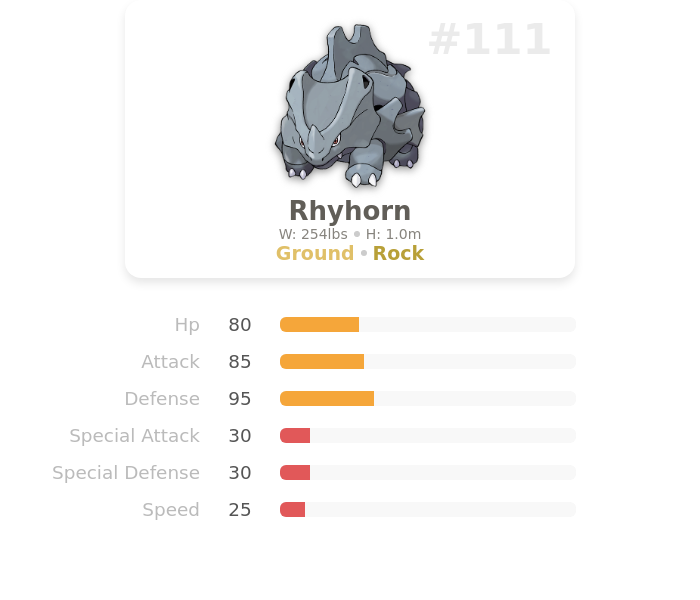 #111
Rhyhorn
W: 254lbs • H: 1.0m
Ground • Rock
Hp 80
Attack 85
Defense 95
Special Attack 30
Special Defense 30
Speed 25